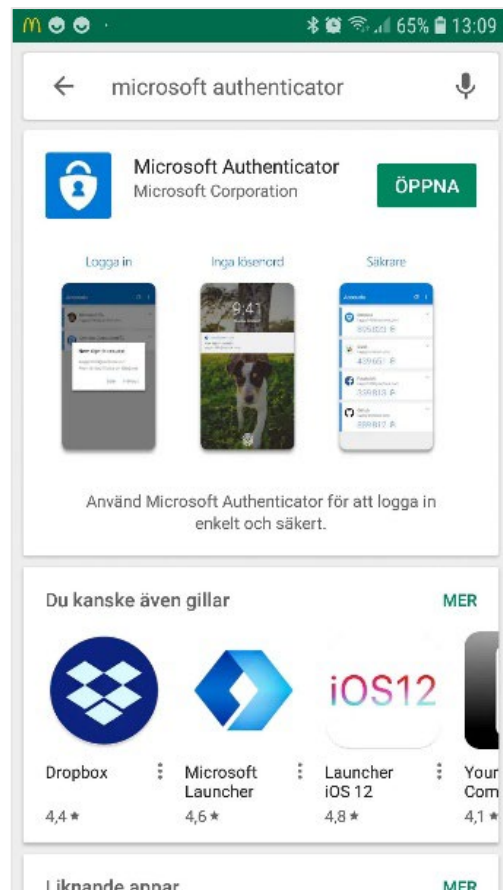 65% 13:09
microsoft authenticator
Microsoft Authenticator
Microsoft Corporation
ÖPPNA
Logga in
Inga lösenord
Säkrare
9:41
Accounts
Använd Microsoft Authenticator för att logga in
enkelt och säkert.
Du kanske även gillar
MER
iOS12
Dropbox
Microsoft
Launcher
Launcher
iOS 12
Your
Com
4,4 ★
4,6 ★
4,8 ★
4,1 ★
Liknande appar
MER